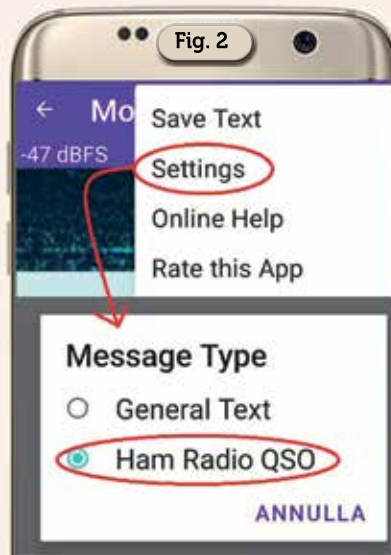 Fig. 2
← Mo
-47 dBFS
Save Text
Settings
Online Help
Rate this App
Message Type
General Text
Ham Radio QSO
ANNULLA